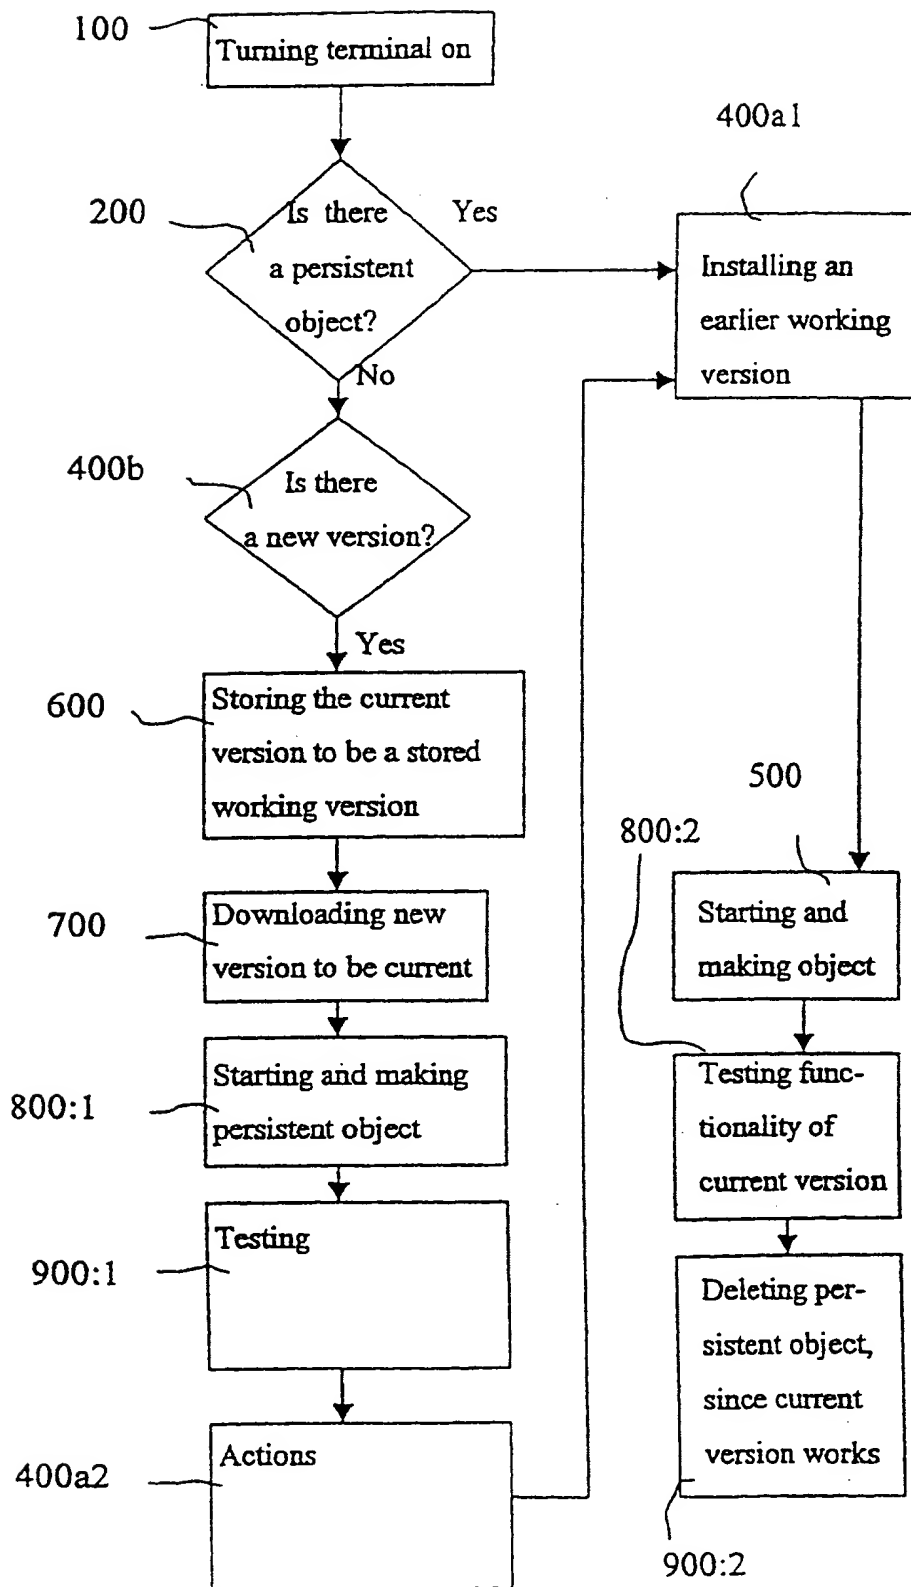 100
Turning terminal on
200
Is there
a persistent
object?
Yes
No
400a1
Installing an
earlier working
version
400b
Is there
a new version?
Yes
600
Storing the current
version to be a stored
working version
700
Downloading new
version to be current
800:1
Starting and making
persistent object
900:1
Testing
400a2
Actions
500
Starting and
making object
800:2
Testing func-
tionality of
current version
Deleting per-
sistent object,
since current
version works
900:2